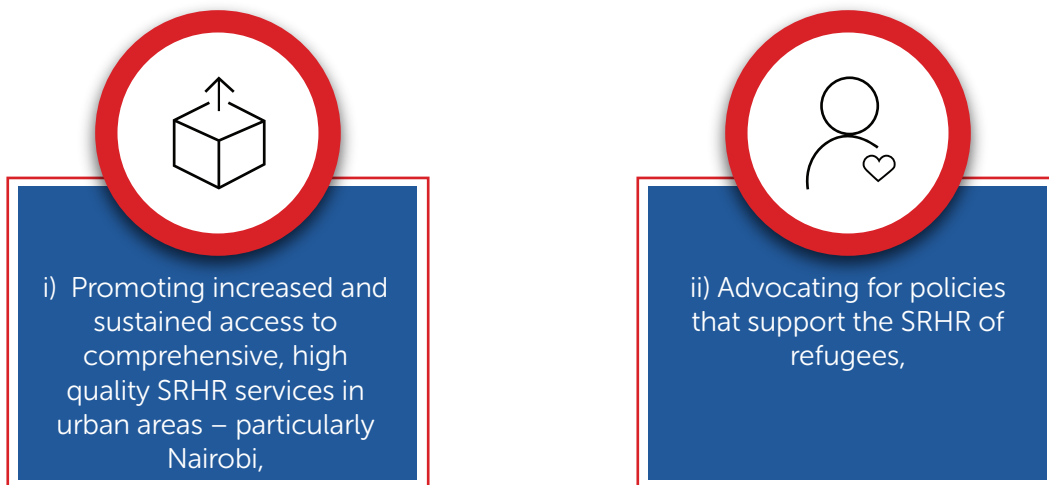 i) Promoting increased and
sustained access to
comprehensive, high
quality SRHR services in
urban areas – particularly
Nairobi,
ii) Advocating for policies
that support the SRHR of
refugees,